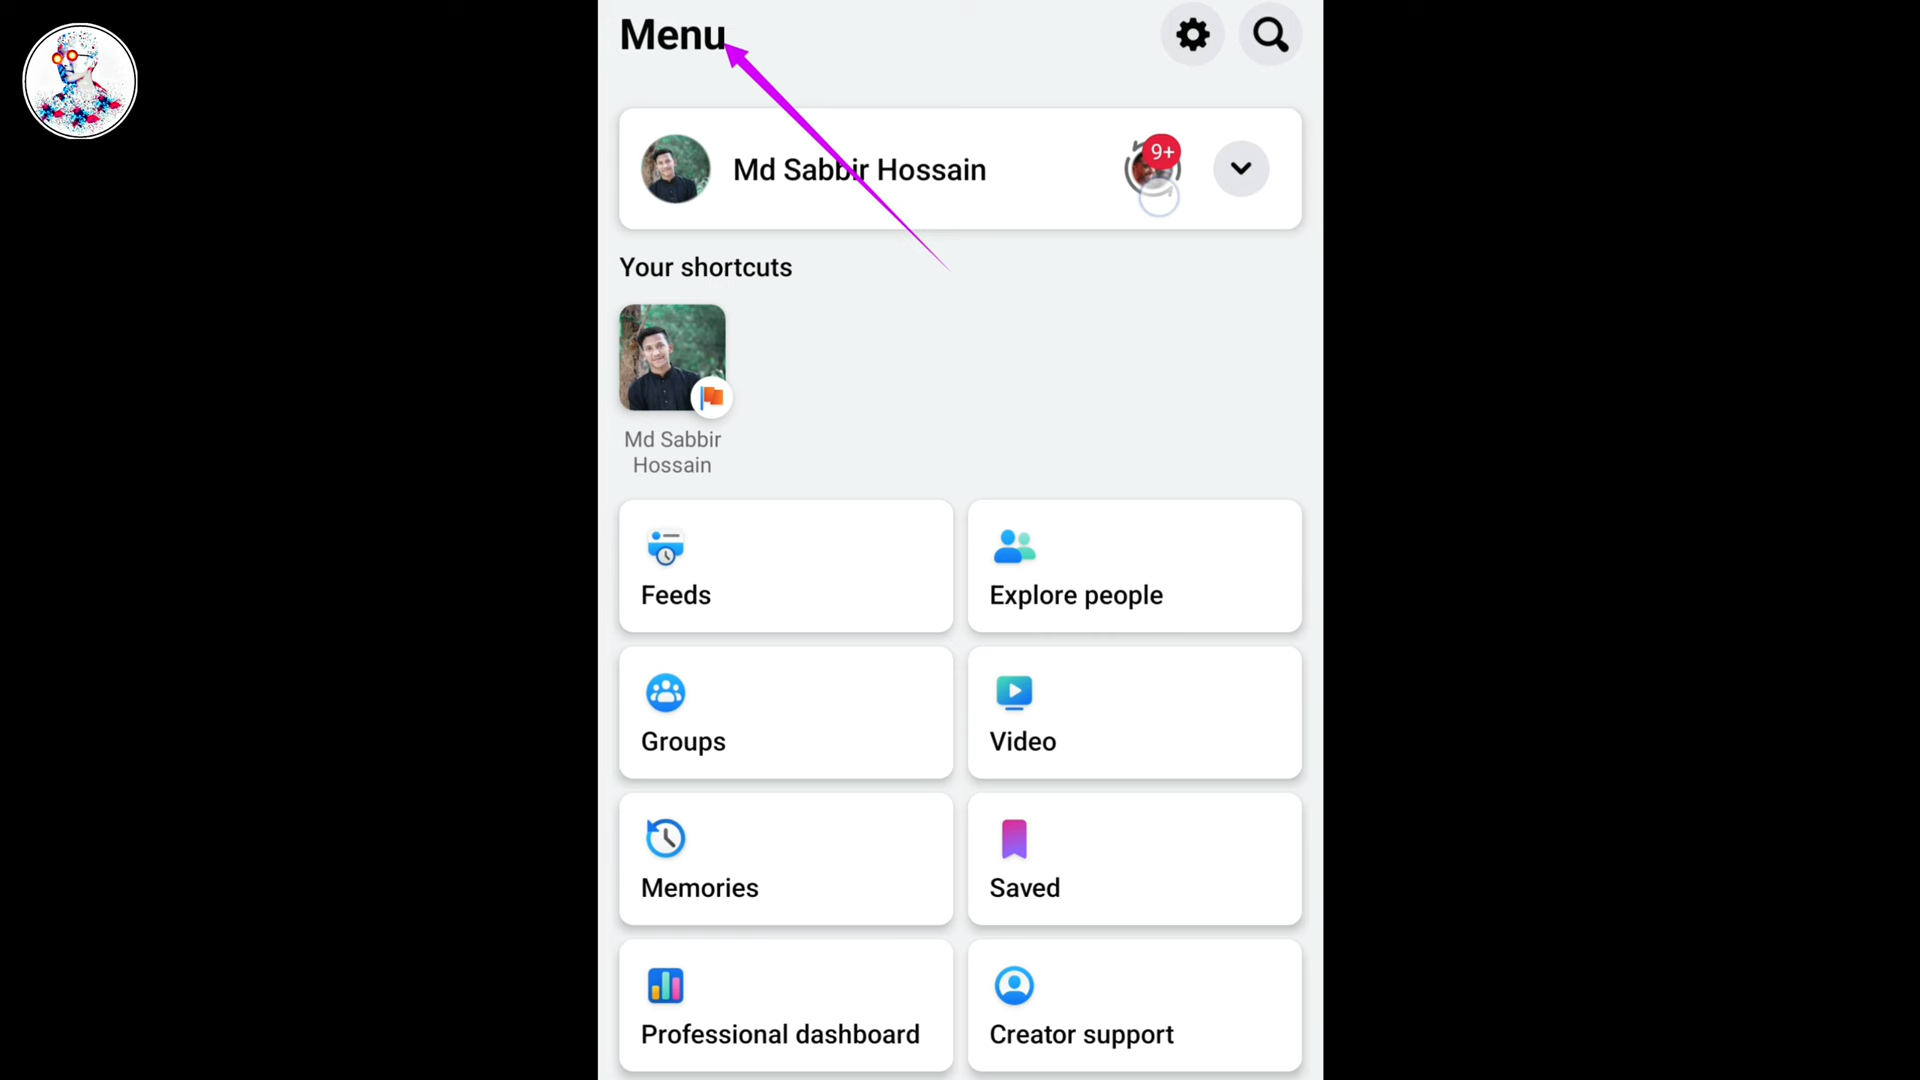 Menu
Md Sabbir Hossain
9+
Your shortcuts
Md Sabbir
Hossain
Feeds
Explore people
Groups
Video
Memories
Saved
Professional dashboard
Creator support